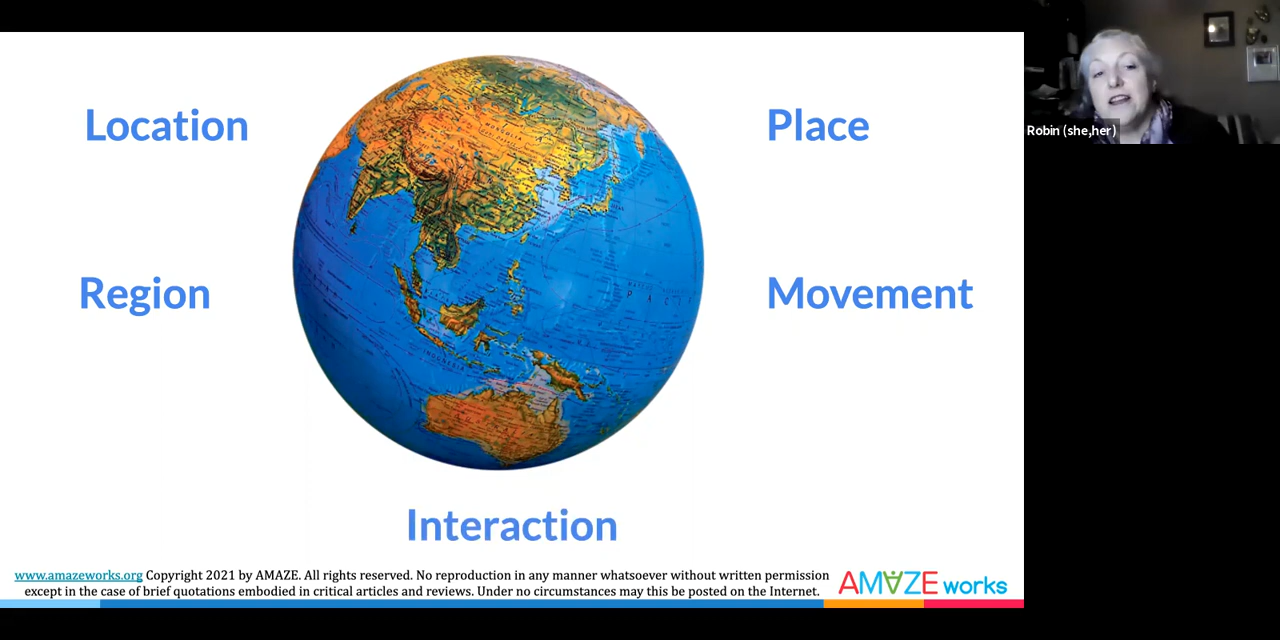 Location
Place
Robin (she,her)
MONGOLIA
Region
Movement
INDONESIA
Interaction
www.amazeworks.org Copyright 2021 by AMAZE. All rights reserved. No reproduction in any manner whatsoever without written permission
except in the case of brief quotations embodied in critical articles and reviews. Under no circumstances may this be posted on the Internet.
AMAZE works